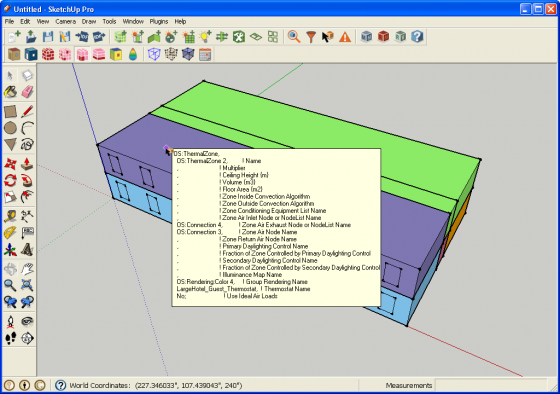 Untitled - SketchUp Pro
File Edit View Camera Draw Tools Window Plugins Help
OS:ThermalZone,
OS:ThermalZone 2, ! Name
, ! Multiplier
, ! Ceiling Height {m}
, ! Volume {m3}
, ! Floor Area {m2}
, ! Zone Inside Convection Algorithm
, ! Zone Outside Convection Algorithm
, ! Zone Conditioning Equipment List Name
, ! Zone Air Inlet Node or NodeList Name
OS:Connection 4, ! Zone Air Exhaust Node or NodeList Name
OS:Connection 3, ! Zone Air Node Name
, ! Zone Return Air Node Name
, ! Primary Daylighting Control Name
, ! Fraction of Zone Controlled by Primary Daylighting Control
, ! Secondary Daylighting Control Name
, ! Fraction of Zone Controlled by Secondary Daylighting Control
, ! Illuminance Map Name
OS:Rendering:Color 4, ! Group Rendering Name
LargeHotel_Guest_Thermostat, ! Thermostat Name
No; ! Use Ideal Air Loads
World Coordinates: (227.346033", 107.439043", 240") Measurements